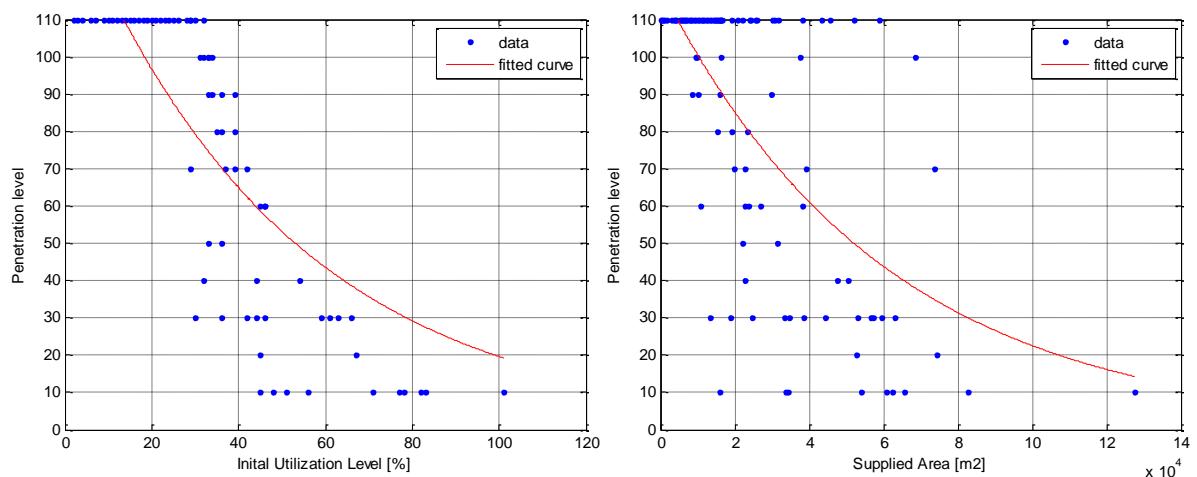 110
100
90
80
70
60
50
40
30
20
10
0
Penetration level
data
fitted curve
0 20 40 60 80 100 120
Inital Utilization Level [%]
110
100
90
80
70
60
50
40
30
20
10
0
Penetration level
data
fitted curve
0 2 4 6 8 10 12 14
Supplied Area [m2]
x 10^4